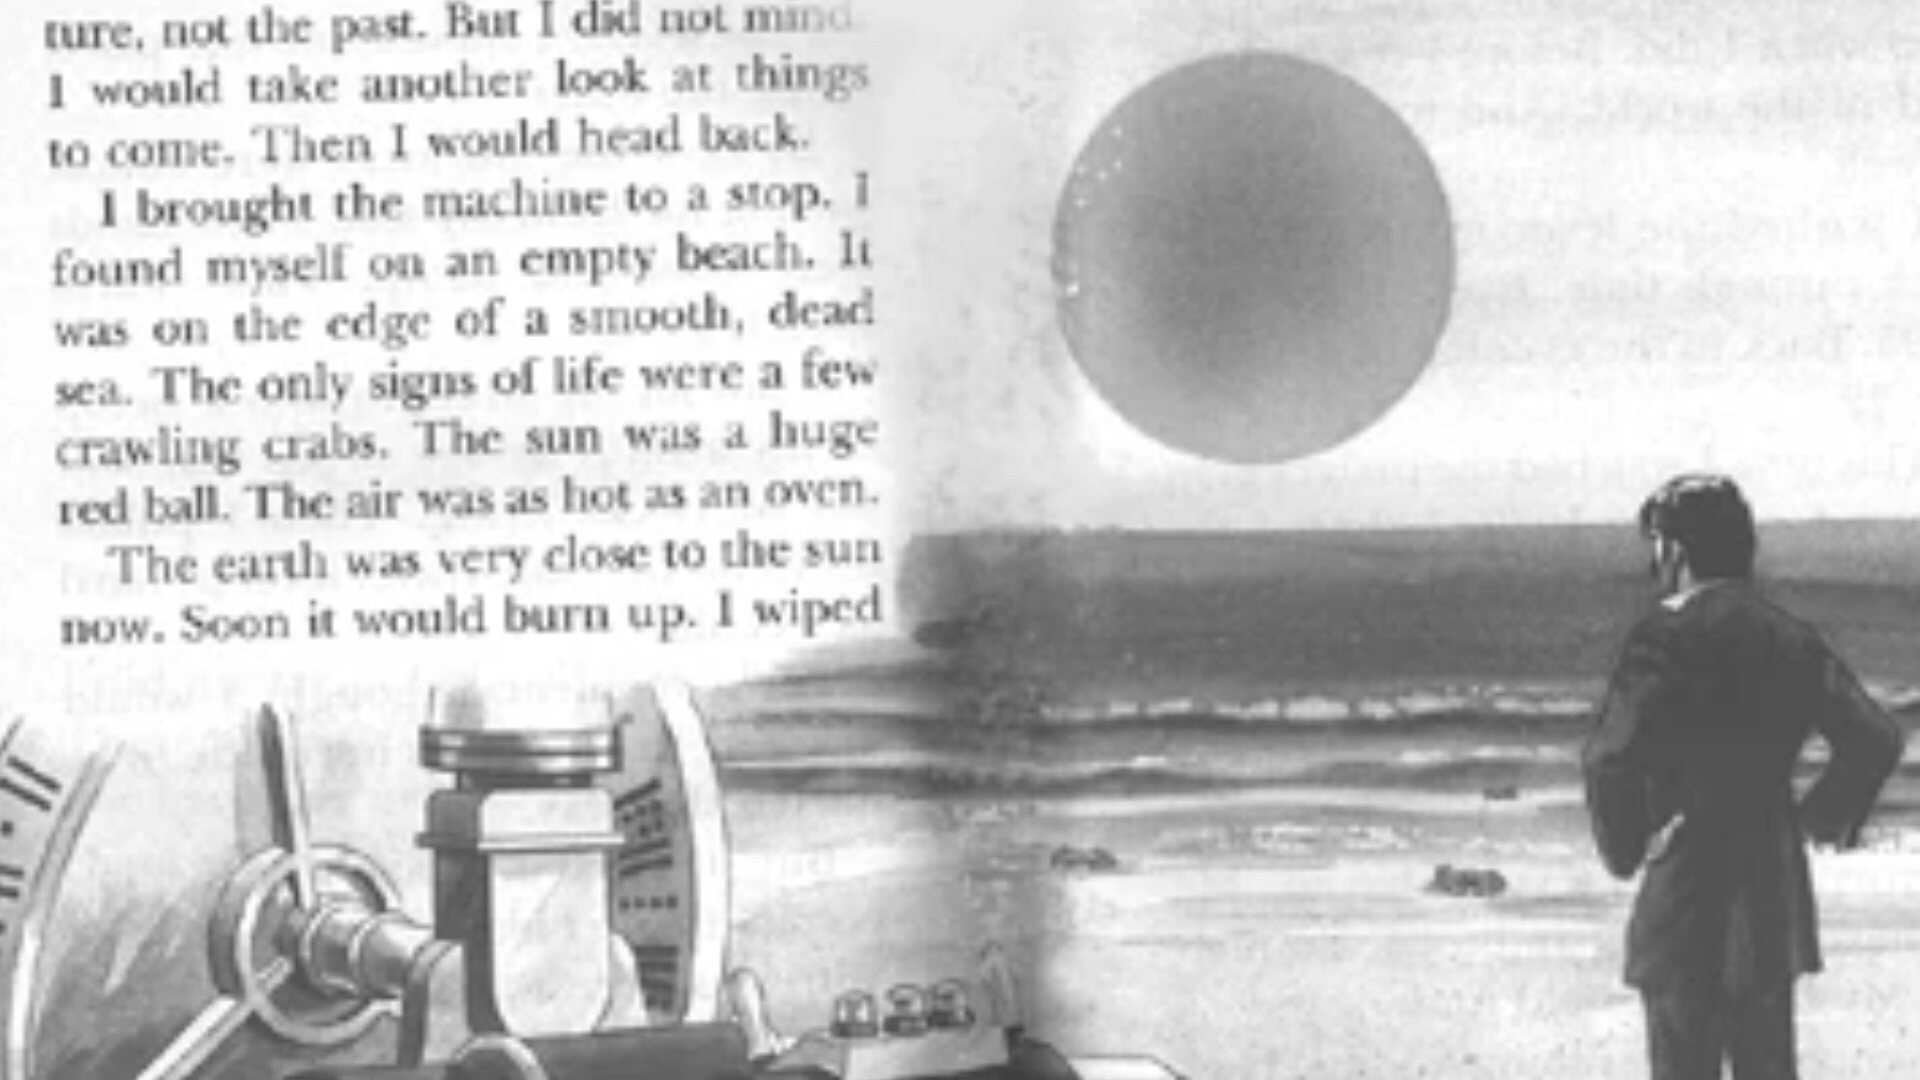 ture, not the past. But I did not mind.
I would take another look at things
to come. Then I would head back.
I brought the machine to a stop. I
found myself on an empty beach. It
was on the edge of a smooth, dead
sea. The only signs of life were a few
crawling crabs. The sun was a huge
red ball. The air was as hot as an oven.
The earth was very close to the sun
now. Soon it would burn up. I wiped